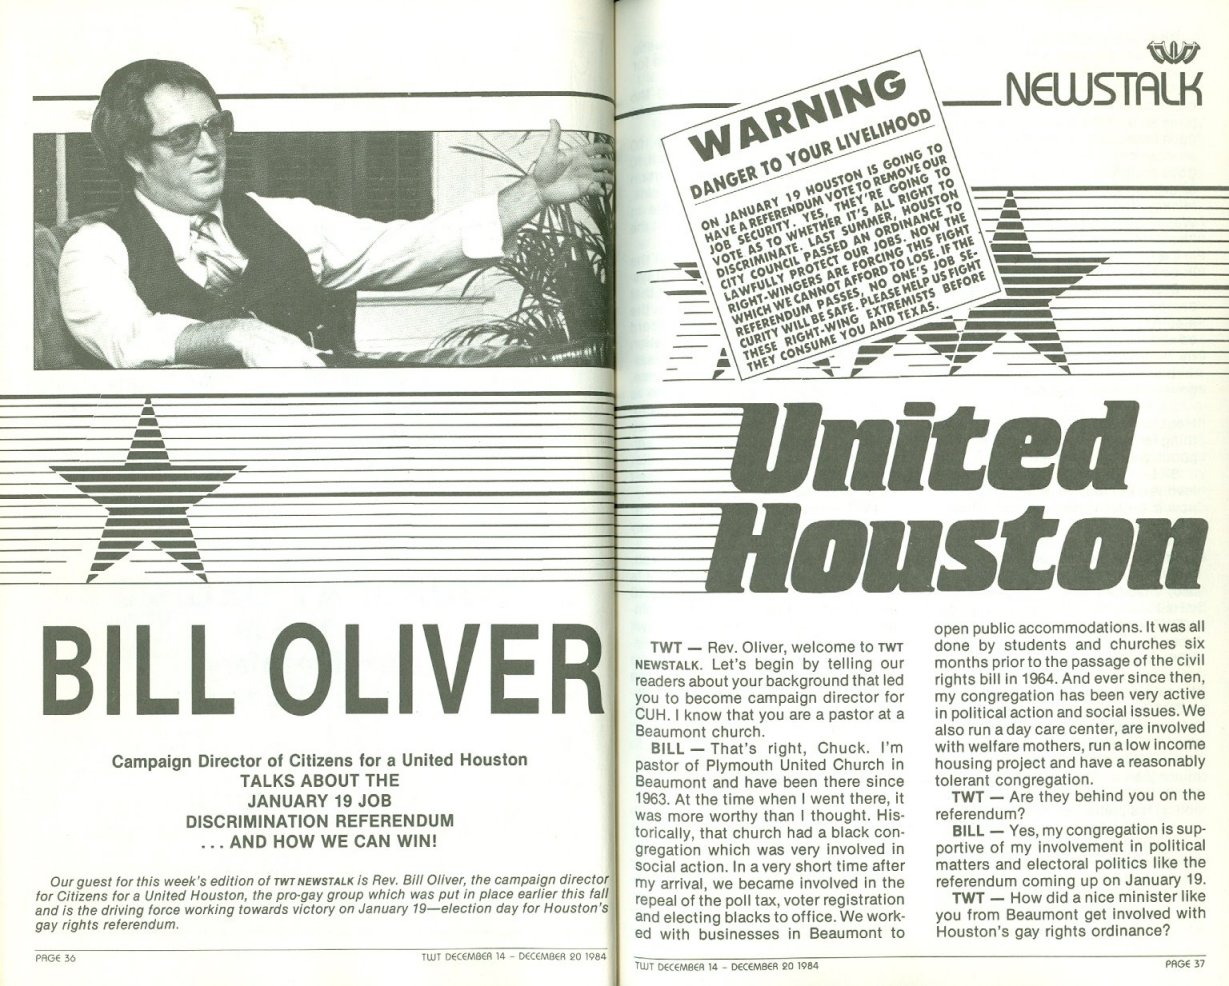 BILL OLIVER
Campaign Director of Citizens for a United Houston
TALKS ABOUT THE
JANUARY 19 JOB
DISCRIMINATION REFERENDUM
. . . AND HOW WE CAN WIN!
Our guest for this week's edition of TWT NEWSTALK is Rev. Bill Oliver, the campaign director
for Citizens for a United Houston, the pro-gay group which was put in place earlier this fall
and is the driving force working towards victory on January 19—election day for Houston's
gay rights referendum.
PAGE 36
TWT DECEMBER 14 - DECEMBER 20 1984
TWT
NEWSTALK
WARNING
DANGER TO YOUR LIVELIHOOD
ON JANUARY 19 HOUSTON IS GOING TO
HAVE A REFERENDUM VOTE TO REMOVE OUR
JOB SECURITY. YES, THEY'RE GOING TO
VOTE AS TO WHETHER IT'S ALL RIGHT TO
DISCRIMINATE. LAST SUMMER, HOUSTON
CITY COUNCIL PASSED AN ORDINANCE TO
LAWFULLY PROTECT OUR JOBS. NOW THE
RIGHT-WINGERS ARE FORCING THIS FIGHT
WHICH WE CANNOT AFFORD TO LOSE. IF THE
REFERENDUM PASSES, NO ONE'S JOB SE-
CURITY WILL BE SAFE. PLEASE HELP US FIGHT
THESE RIGHT-WING EXTREMISTS BEFORE
THEY CONSUME YOU AND TEXAS.
United
Houston
TWT — Rev. Oliver, welcome to TWT
NEWSTALK. Let's begin by telling our
readers about your background that led
you to become campaign director for
CUH. I know that you are a pastor at a
Beaumont church.
BILL — That's right, Chuck. I'm
pastor of Plymouth United Church in
Beaumont and have been there since
1963. At the time when I went there, it
was more worthy than I thought. His-
torically, that church had a black con-
gregation which was very involved in
social action. In a very short time after
my arrival, we became involved in the
repeal of the poll tax, voter registration
and electing blacks to office. We work-
ed with businesses in Beaumont to
open public accommodations. It was all
done by students and churches six
months prior to the passage of the civil
rights bill in 1964. And ever since then,
my congregation has been very active
in political action and social issues. We
also run a day care center, are involved
with welfare mothers, run a low income
housing project and have a reasonably
tolerant congregation.
TWT — Are they behind you on the
referendum?
BILL — Yes, my congregation is sup-
portive of my involvement in political
matters and electoral politics like the
referendum coming up on January 19.
TWT — How did a nice minister like
you from Beaumont get involved with
Houston's gay rights ordinance?
TWT DECEMBER 14 - DECEMBER 20 1984
PAGE 37